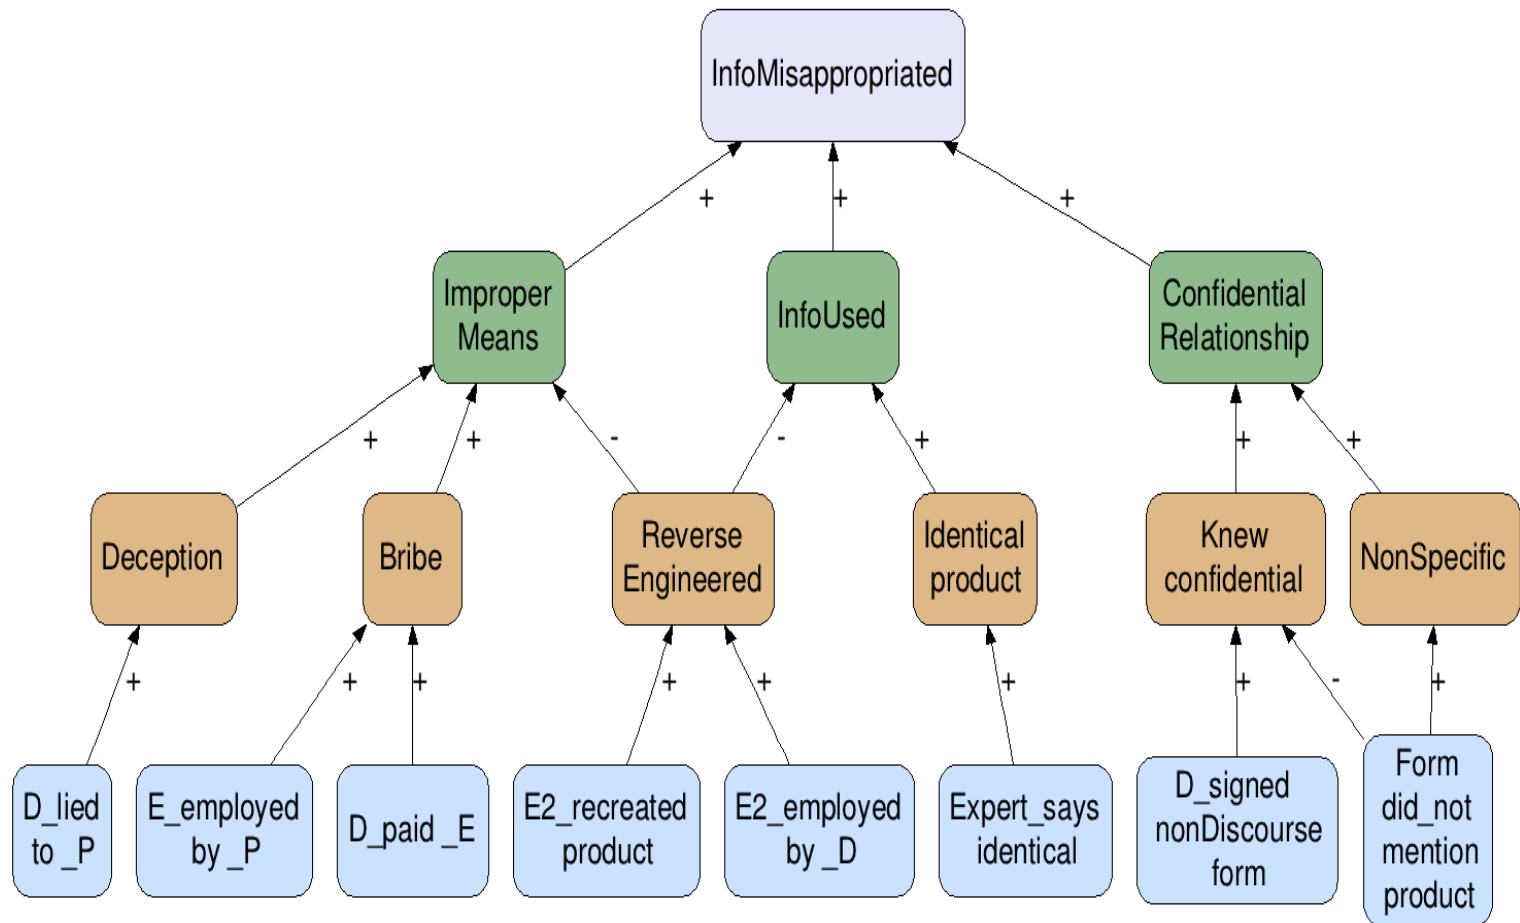 InfoMisappropriated
+
+
+
Improper
Means
InfoUsed
Confidential
Relationship
+
+
-
-
+
+
+
Deception
Bribe
Reverse
Engineered
Identical
product
Knew
confidential
NonSpecific
+
+
+
+
+
+
+
-
+
D_lied
to _P
E_employed
by _P
D_paid _E
E2_recreated
product
E2_employed
by _D
Expert_says
identical
D_signed
nonDiscourse
form
Form
did_not
mention
product